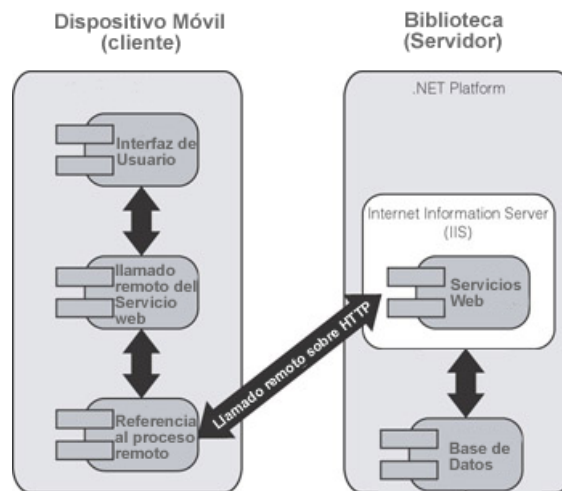 Dispositivo Móvil
(cliente)
Interfaz de
Usuario
llamado
remoto del
Servicio
web
Referencia
al proceso
remoto
Llamado remoto sobre HTTP
Biblioteca
(Servidor)
.NET Platform
Internet Information Server
(IIS)
Servicios
Web
Base de
Datos